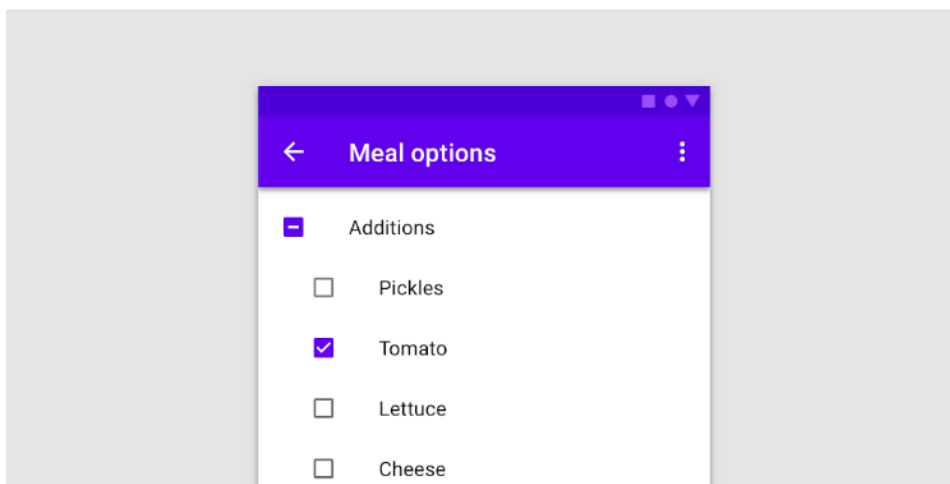 Meal options
Additions
Pickles
Tomato
Lettuce
Cheese